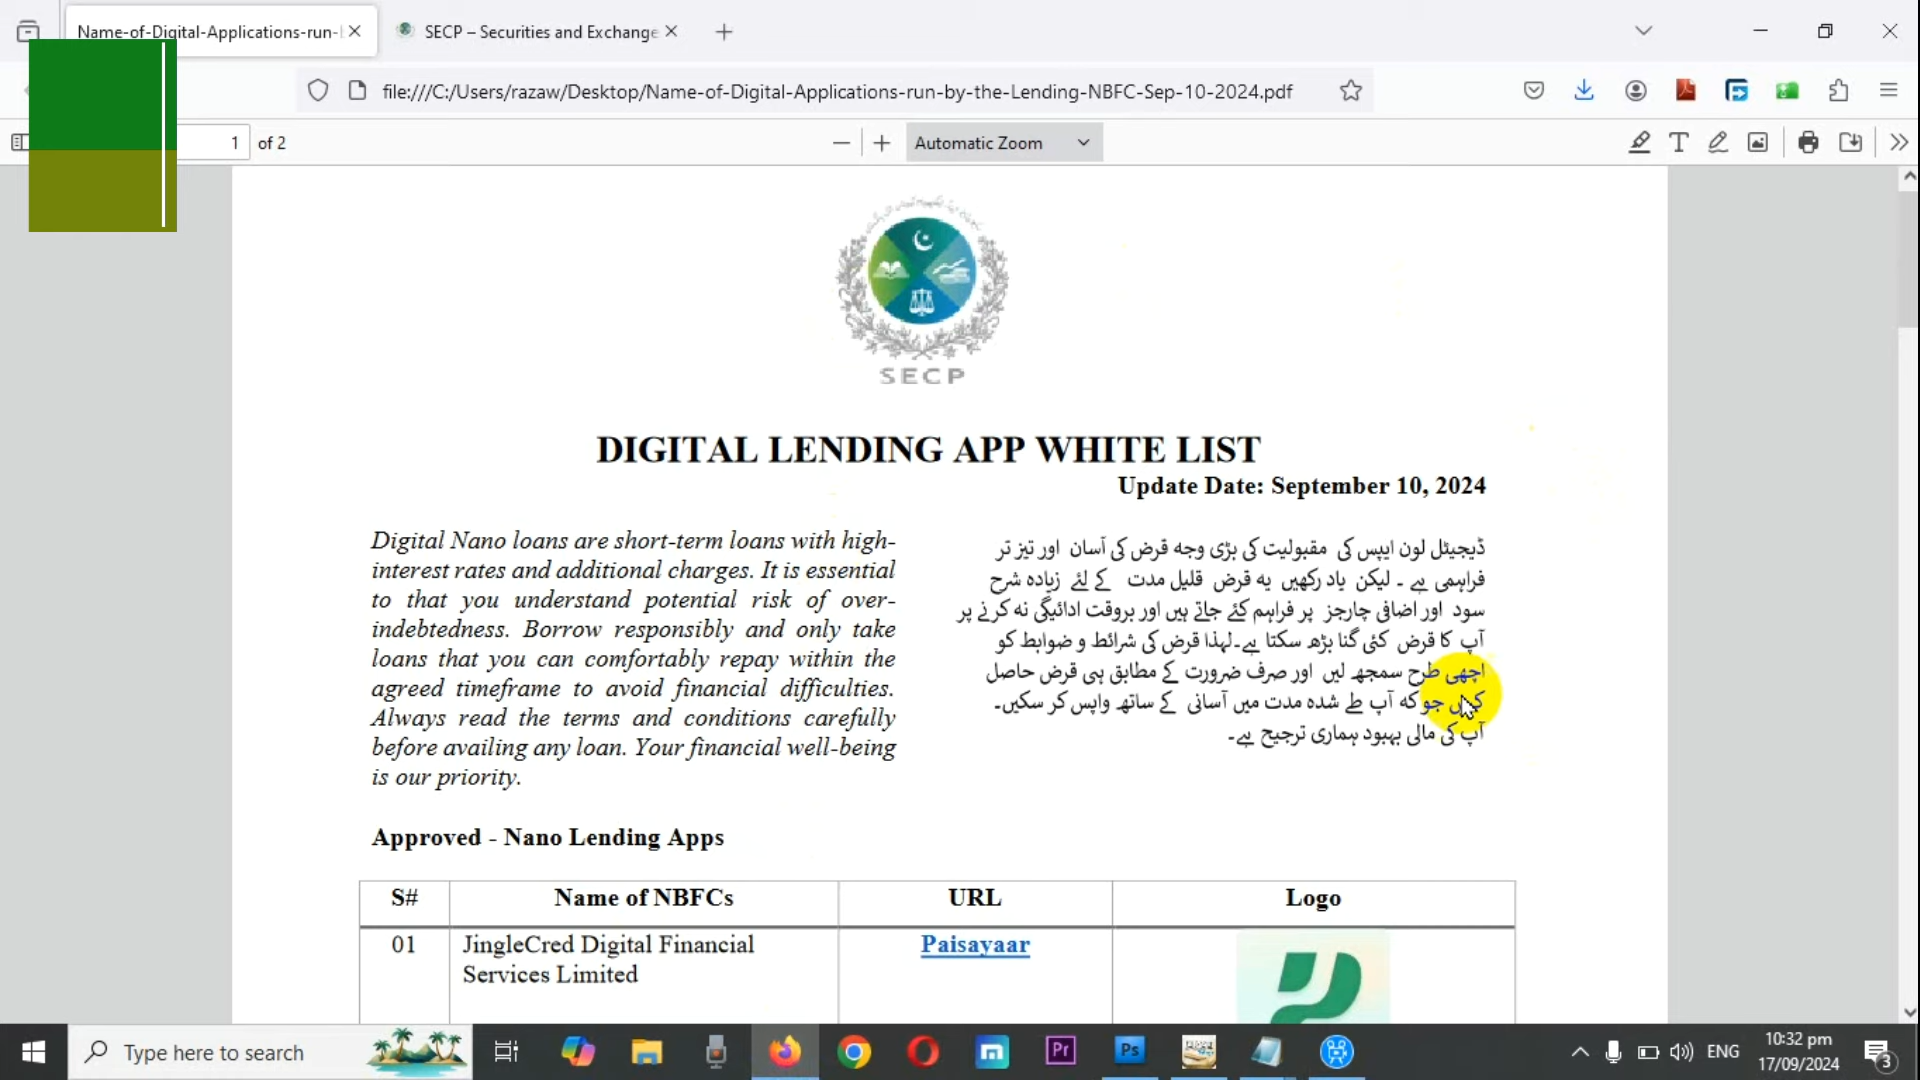 Name-of-Digital-Applications-run-
SECP – Securities and Exchange
file:///C:/Users/razaw/Desktop/Name-of-Digital-Applications-run-by-the-Lending-NBFC-Sep-10-2024.pdf
1 of 2
Automatic Zoom
SECP
DIGITAL LENDING APP WHITE LIST
Update Date: September 10, 2024
Digital Nano loans are short-term loans with high-
interest rates and additional charges. It is essential
to that you understand potential risk of over-
indebtedness. Borrow responsibly and only take
loans that you can comfortably repay within the
agreed timeframe to avoid financial difficulties.
Always read the terms and conditions carefully
before availing any loan. Your financial well-being
is our priority.
ڈیجیٹل لون ایپس کی مقبولیت کی بڑی وجہ قرض کی آسان اور تیز تر
فراہمی ہے ۔ لیکن یاد رکھیں یہ قرض قلیل مدت کے لئے زیادہ شرح
سود اور اضافی چارجز پر فراہم کئے جاتے ہیں اور بروقت ادائیگی نہ کرنے پر
آپ کا قرض کئی گنا بڑھ سکتا ہے۔لہذا قرض کی شرائط و ضوابط کو
اچھی طرح سمجھ لیں اور صرف ضرورت کے مطابق ہی قرض حاصل
کریں جو کہ آپ طے شدہ مدت میں آسانی کے ساتھ واپس کر سکیں۔
آپ کی مالی بہبود ہماری ترجیح ہے۔
Approved - Nano Lending Apps
S# Name of NBFCs URL Logo
01 JingleCred Digital Financial Paisayaar
Services Limited
Type here to search
ENG
10:32 pm
17/09/2024
3